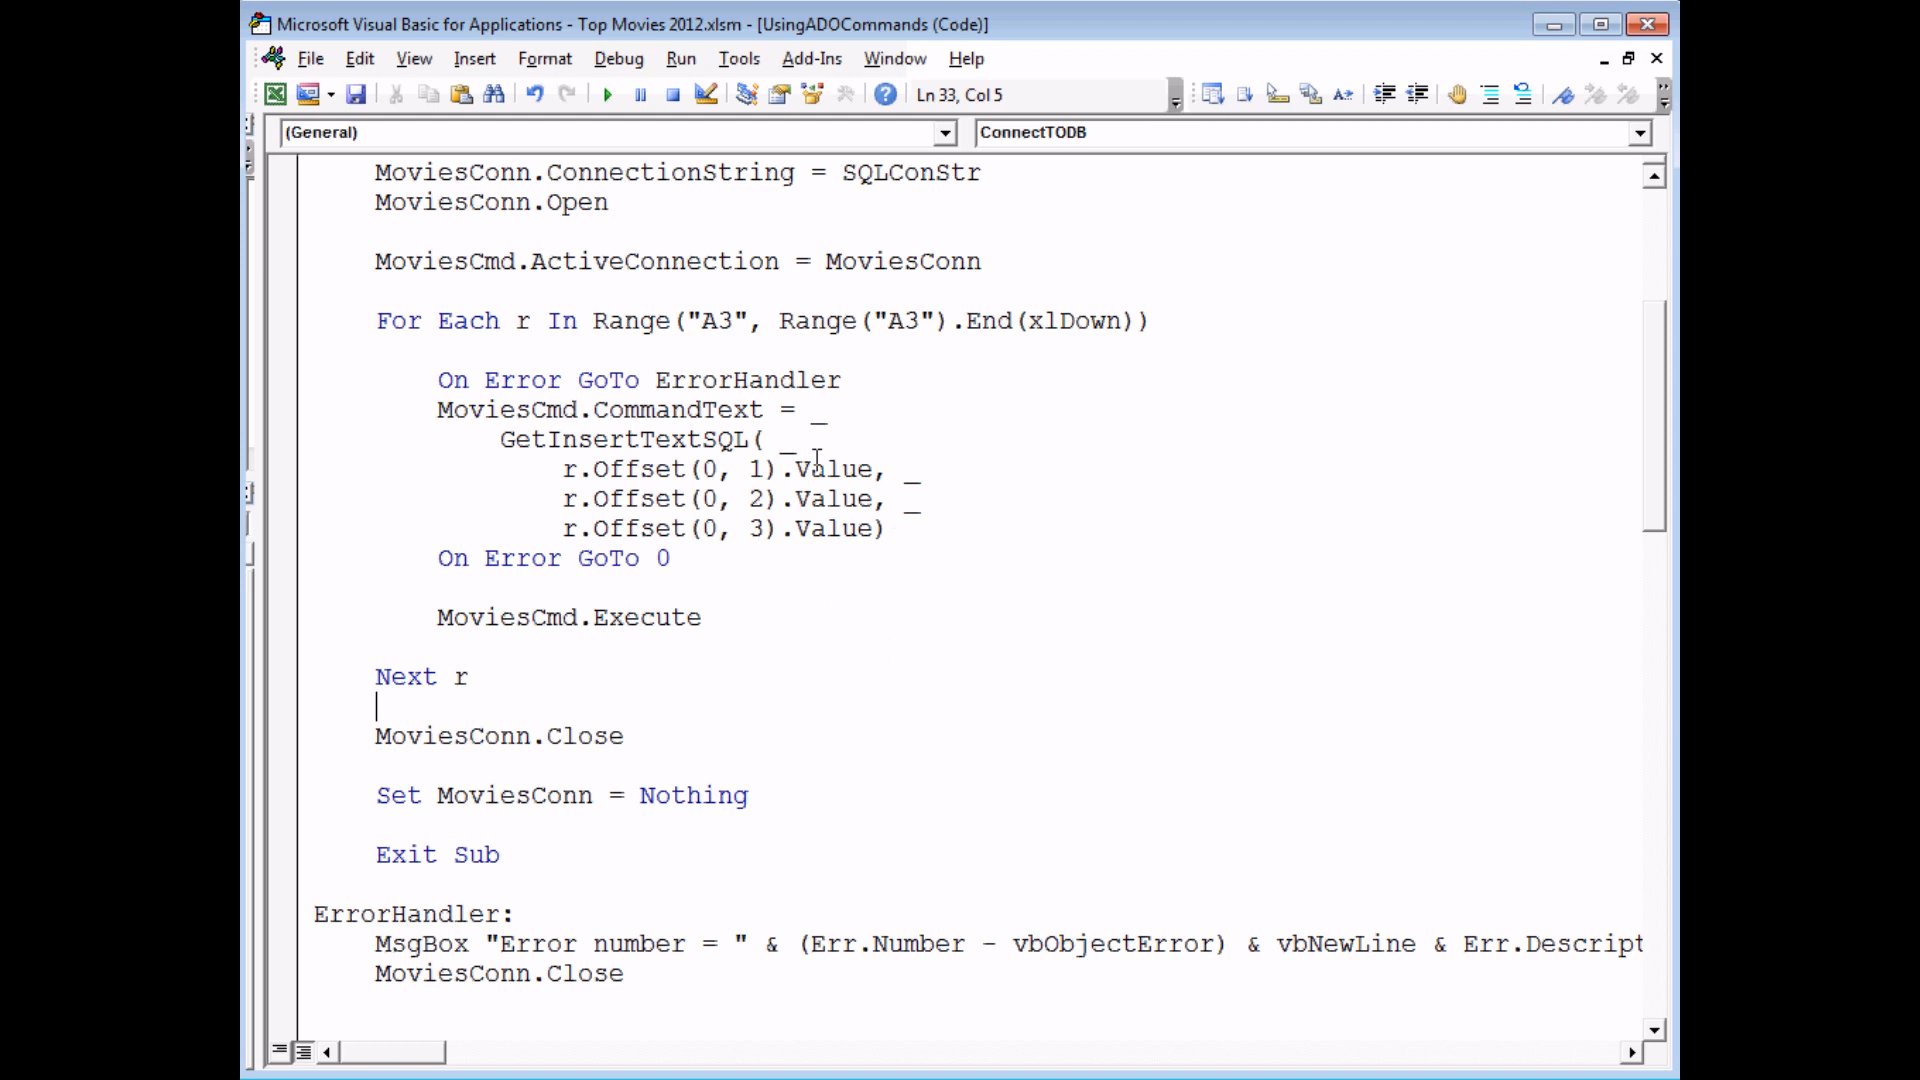 Microsoft Visual Basic for Applications - Top Movies 2012.xlsm - [UsingADOCommands (Code)]
File Edit View Insert Format Debug Run Tools Add-Ins Window Help
Ln 33, Col 5
(General) ConnectTODB
MoviesConn.ConnectionString = SQLConStr
MoviesConn.Open
MoviesCmd.ActiveConnection = MoviesConn
For Each r In Range("A3", Range("A3").End(xlDown))
On Error GoTo ErrorHandler
MoviesCmd.CommandText = _
GetInsertTextSQL( _
r.Offset(0, 1).Value, _
r.Offset(0, 2).Value, _
r.Offset(0, 3).Value)
On Error GoTo 0
MoviesCmd.Execute
Next r
MoviesConn.Close
Set MoviesConn = Nothing
Exit Sub
ErrorHandler:
MsgBox "Error number = " & (Err.Number - vbObjectError) & vbNewLine & Err.Descript
MoviesConn.Close